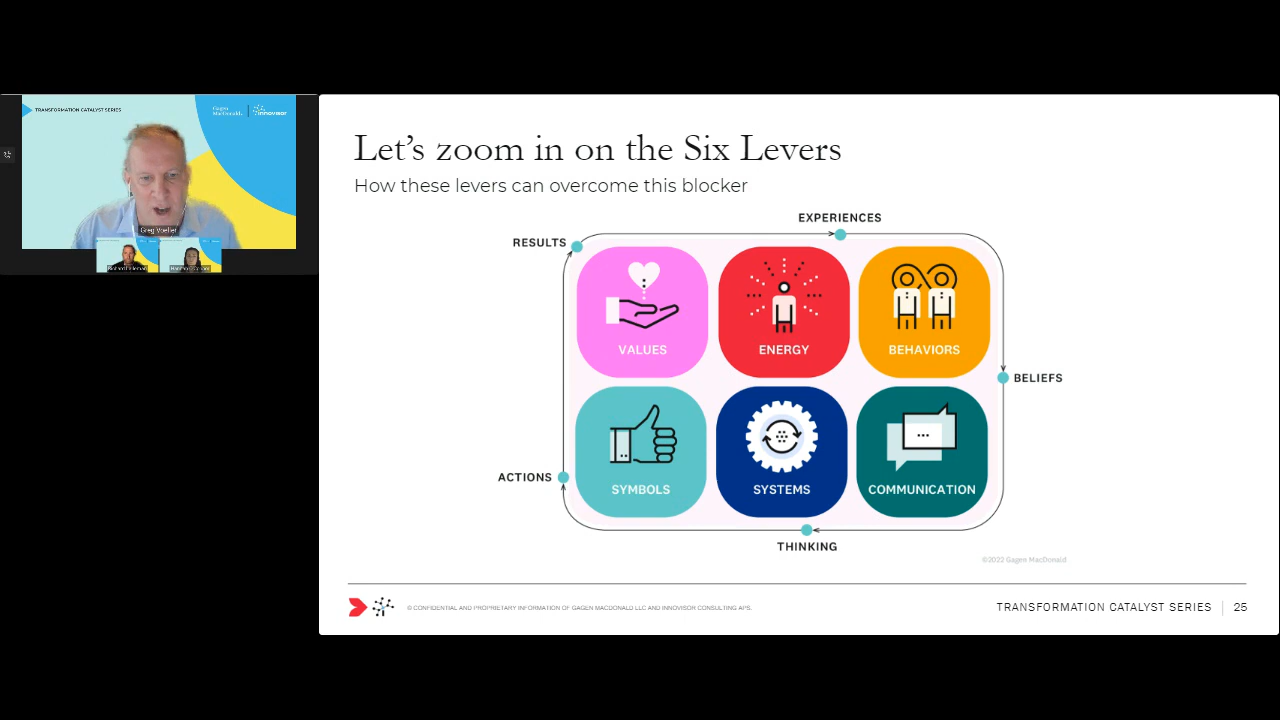 TRANSFORMATION CATALYST SERIES
Gagen
MacDonald
innovisor
Greg Voeller
Let's zoom in on the Six Levers
How these levers can overcome this blocker
EXPERIENCES
RESULTS
VALUES
ENERGY
BEHAVIORS
BELIEFS
ACTIONS
SYMBOLS
SYSTEMS
COMMUNICATION
THINKING
©2022 Gagen MacDonald
© CONFIDENTIAL AND PROPRIETARY INFORMATION OF GAGEN MACDONALD LLC AND INNOVISOR CONSULTING APS.
TRANSFORMATION CATALYST SERIES
25